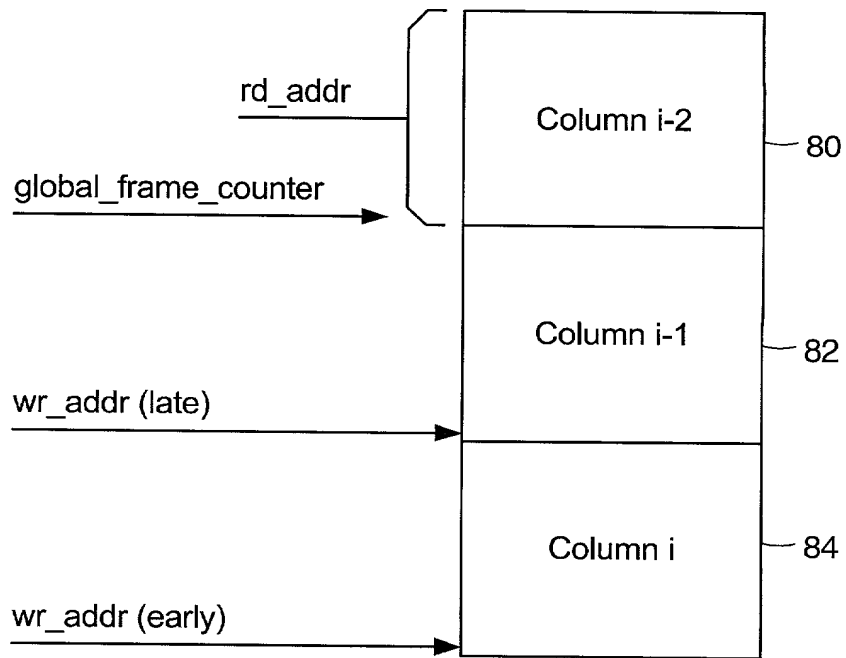 rd_addr
Column i-2
80
global_frame_counter
Column i-1
82
wr_addr (late)
Column i
84
wr_addr (early)